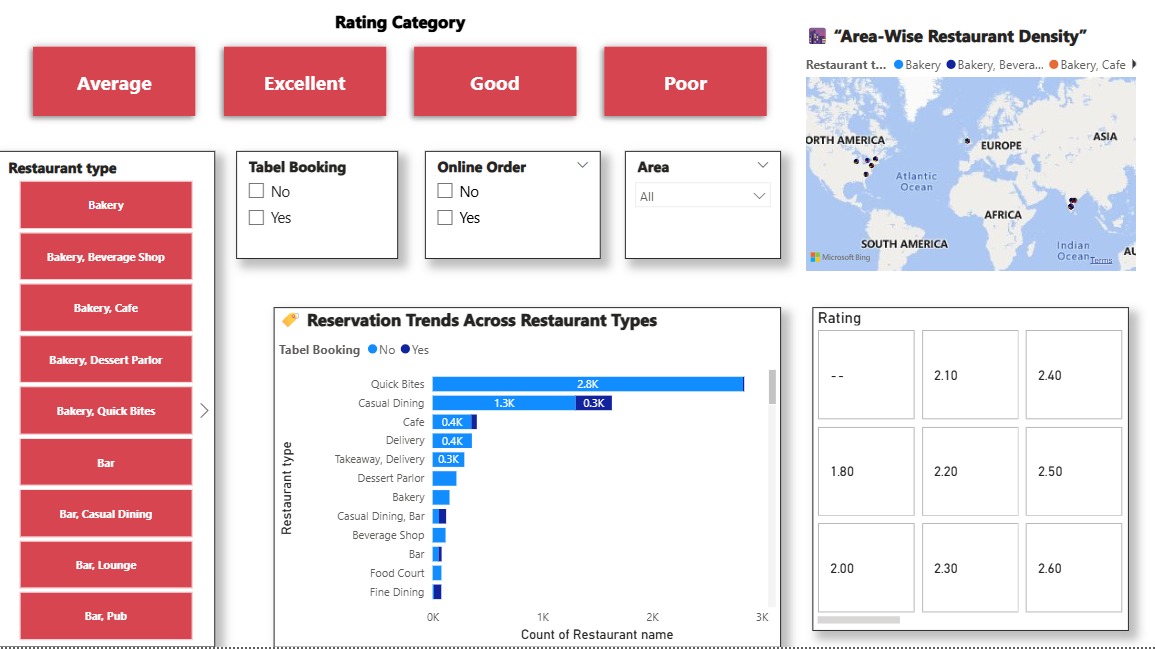 Rating Category
Average
Excellent
Good
Poor
"Area-Wise Restaurant Density"
Restaurant t... Bakery Bakery, Bevera... Bakery, Cafe
ORTH AMERICA
EUROPE
ASIA
Atlantic
Ocean
AFRICA
SOUTH AMERICA
Indian
Ocean
AU
Microsoft Bing
Terms
Restaurant type
Bakery
Bakery, Beverage Shop
Bakery, Cafe
Bakery, Dessert Parlor
Bakery, Quick Bites
Bar
Bar, Casual Dining
Bar, Lounge
Bar, Pub
Tabel Booking
No
Yes
Online Order
No
Yes
Area
All
Reservation Trends Across Restaurant Types
Tabel Booking No Yes
Restaurant type
Quick Bites 2.8K
Casual Dining 1.3K 0.3K
Cafe 0.4K
Delivery 0.4K
Takeaway, Delivery 0.3K
Dessert Parlor
Bakery
Casual Dining, Bar
Beverage Shop
Bar
Food Court
Fine Dining
0K 1K 2K 3K
Count of Restaurant name
Rating
-- 2.10 2.40
1.80 2.20 2.50
2.00 2.30 2.60